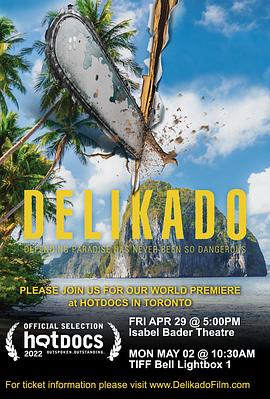 DELIKADO
DEFENDING PARADISE HAS NEVER BEEN SO DANGEROUS
PLEASE JOIN US FOR OUR WORLD PREMIERE
at HOTDOCS IN TORONTO
OFFICIAL SELECTION
hotDOCS
2022 OUTSPOKEN. OUTSTANDING.
FRI APR 29 @ 5:00PM
Isabel Bader Theatre
MON MAY 02 @ 10:30AM
TIFF Bell Lightbox 1
For ticket information please visit www.DelikadoFilm.com